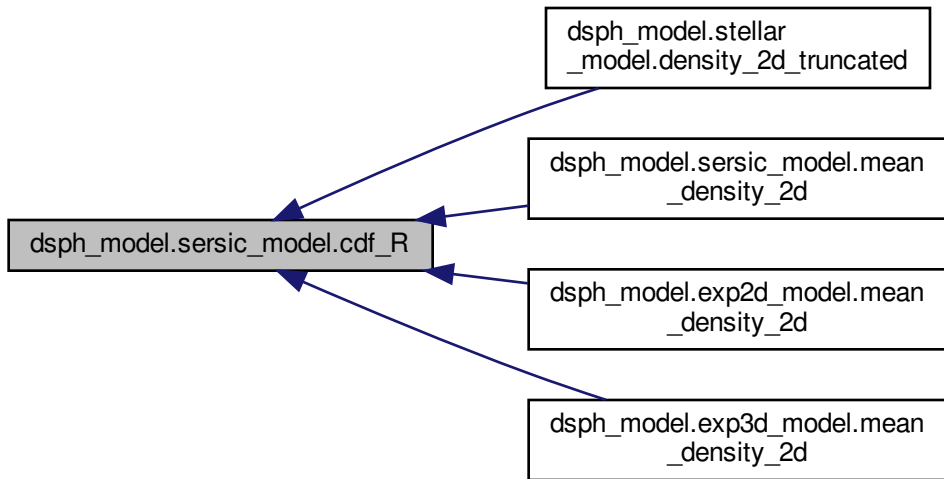 dsph_model.stellar
_model.density_2d_truncated
dsph_model.sersic_model.mean
_density_2d
dsph_model.sersic_model.cdf_R
dsph_model.exp2d_model.mean
_density_2d
dsph_model.exp3d_model.mean
_density_2d